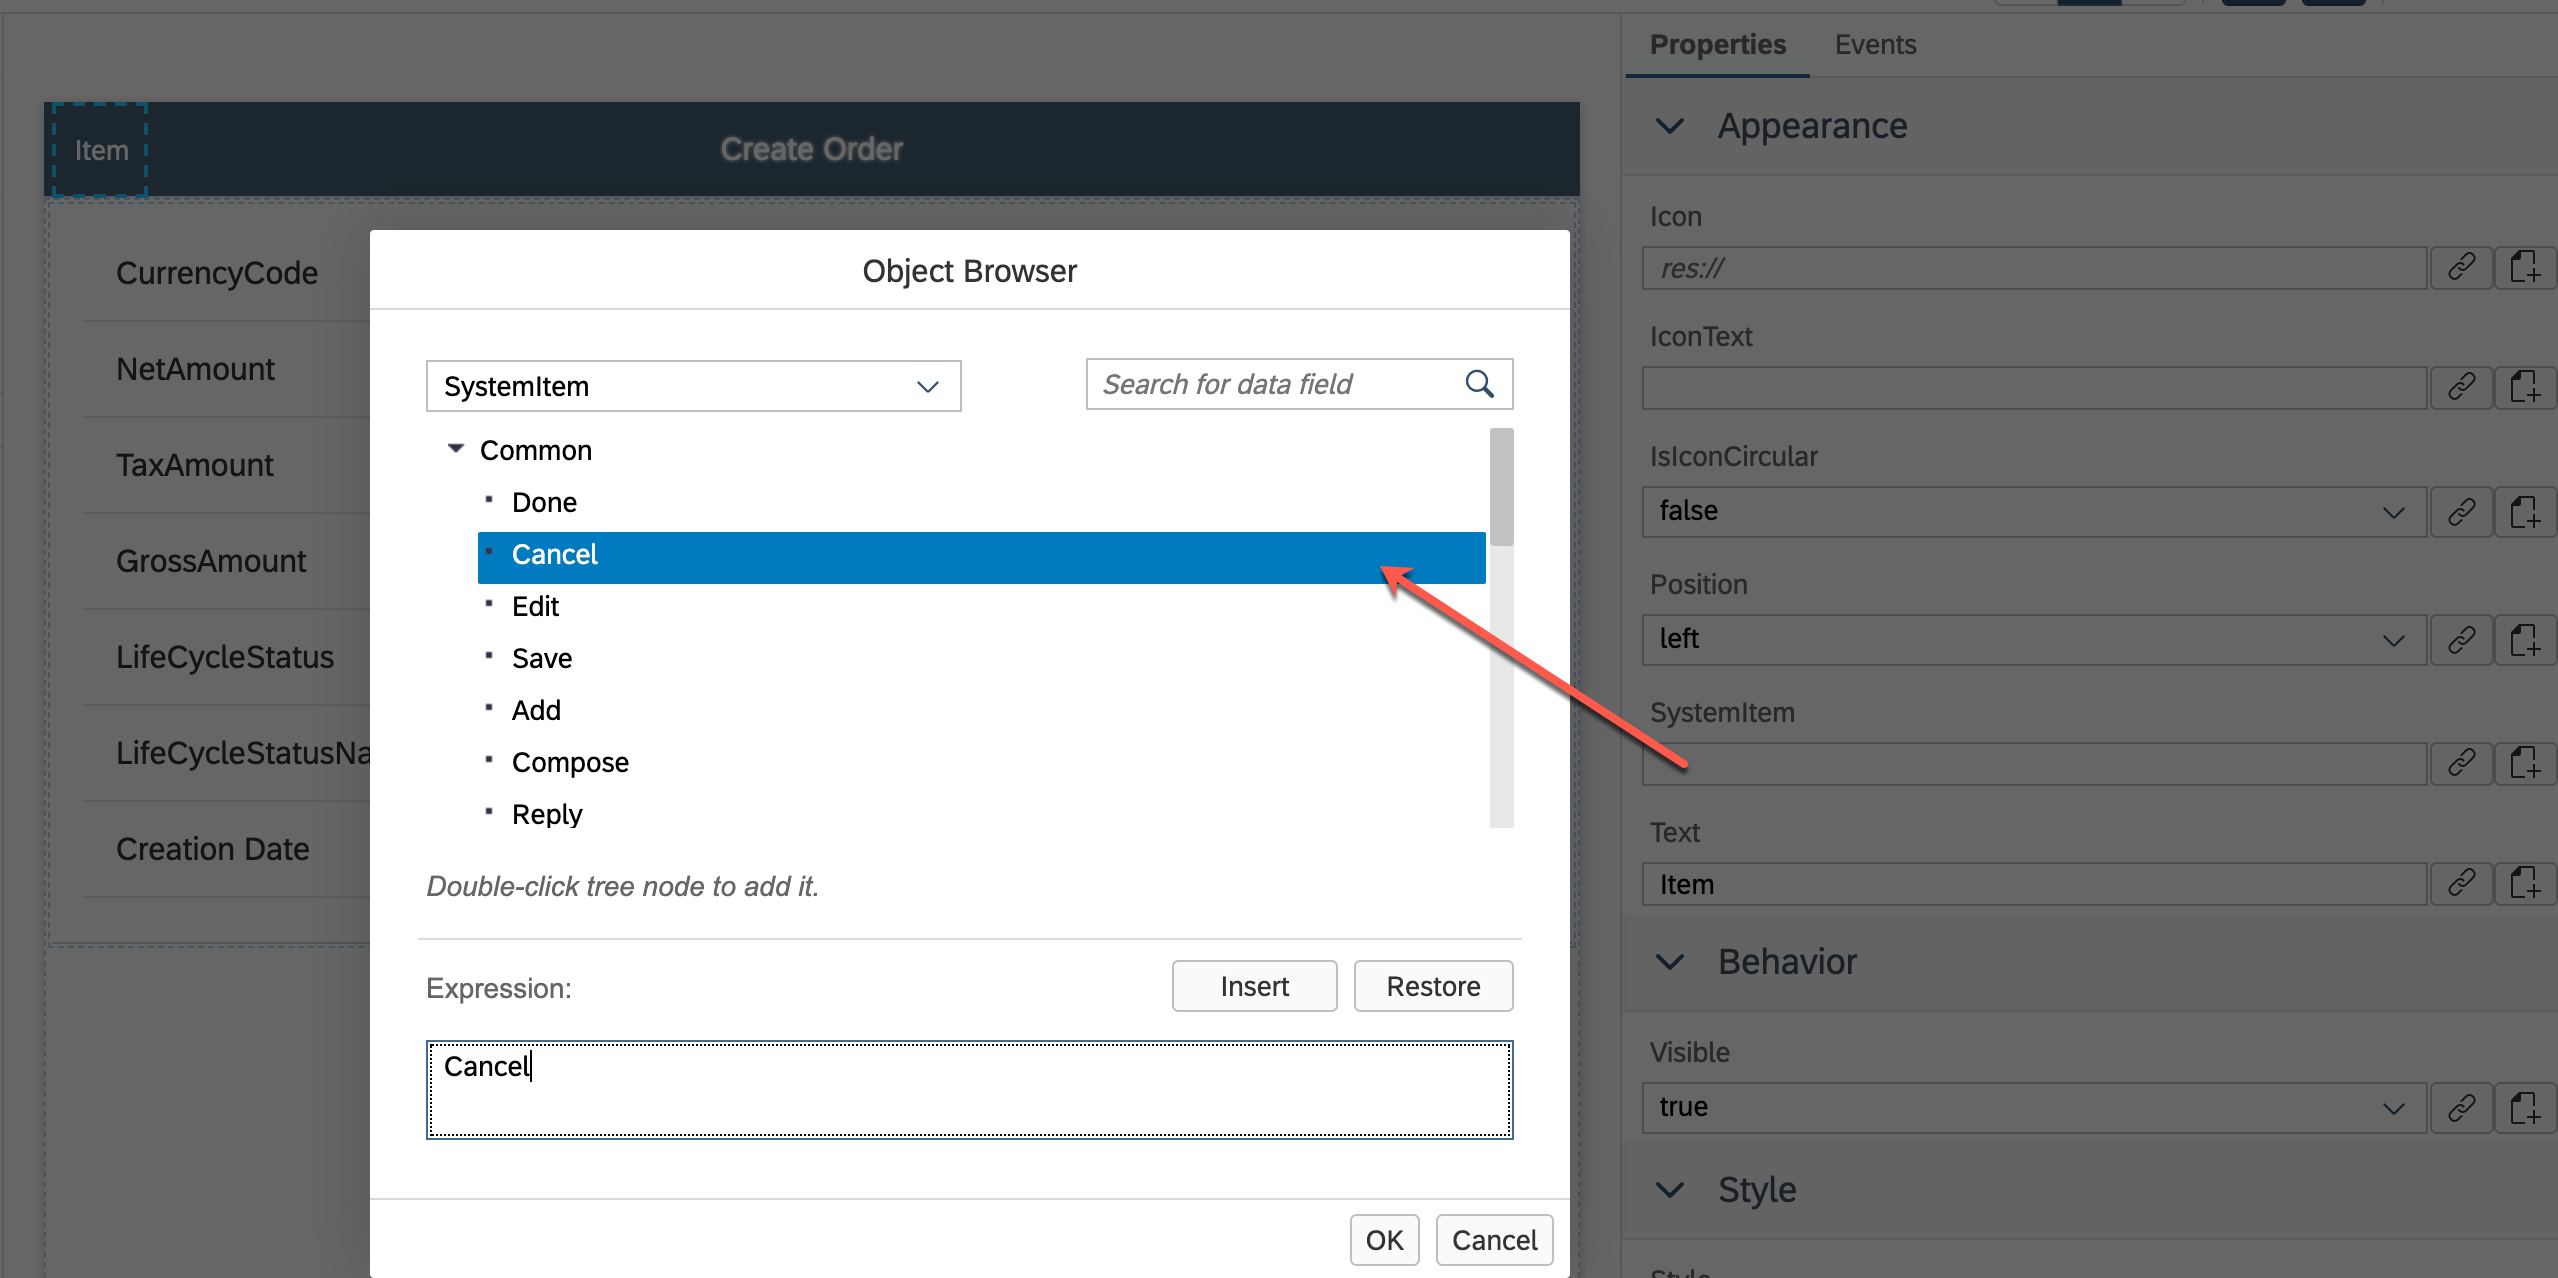 Properties Events
Item
Create Order
Appearance
Icon
res://
IconText
IsIconCircular
false
Position
left
SystemItem
Text
Item
Behavior
Visible
true
Style
CurrencyCode
NetAmount
TaxAmount
GrossAmount
LifeCycleStatus
LifeCycleStatusNa
Creation Date
Object Browser
SystemItem
Search for data field
Common
Done
Cancel
Edit
Save
Add
Compose
Reply
Double-click tree node to add it.
Expression:
Insert Restore
Cancel
OK Cancel